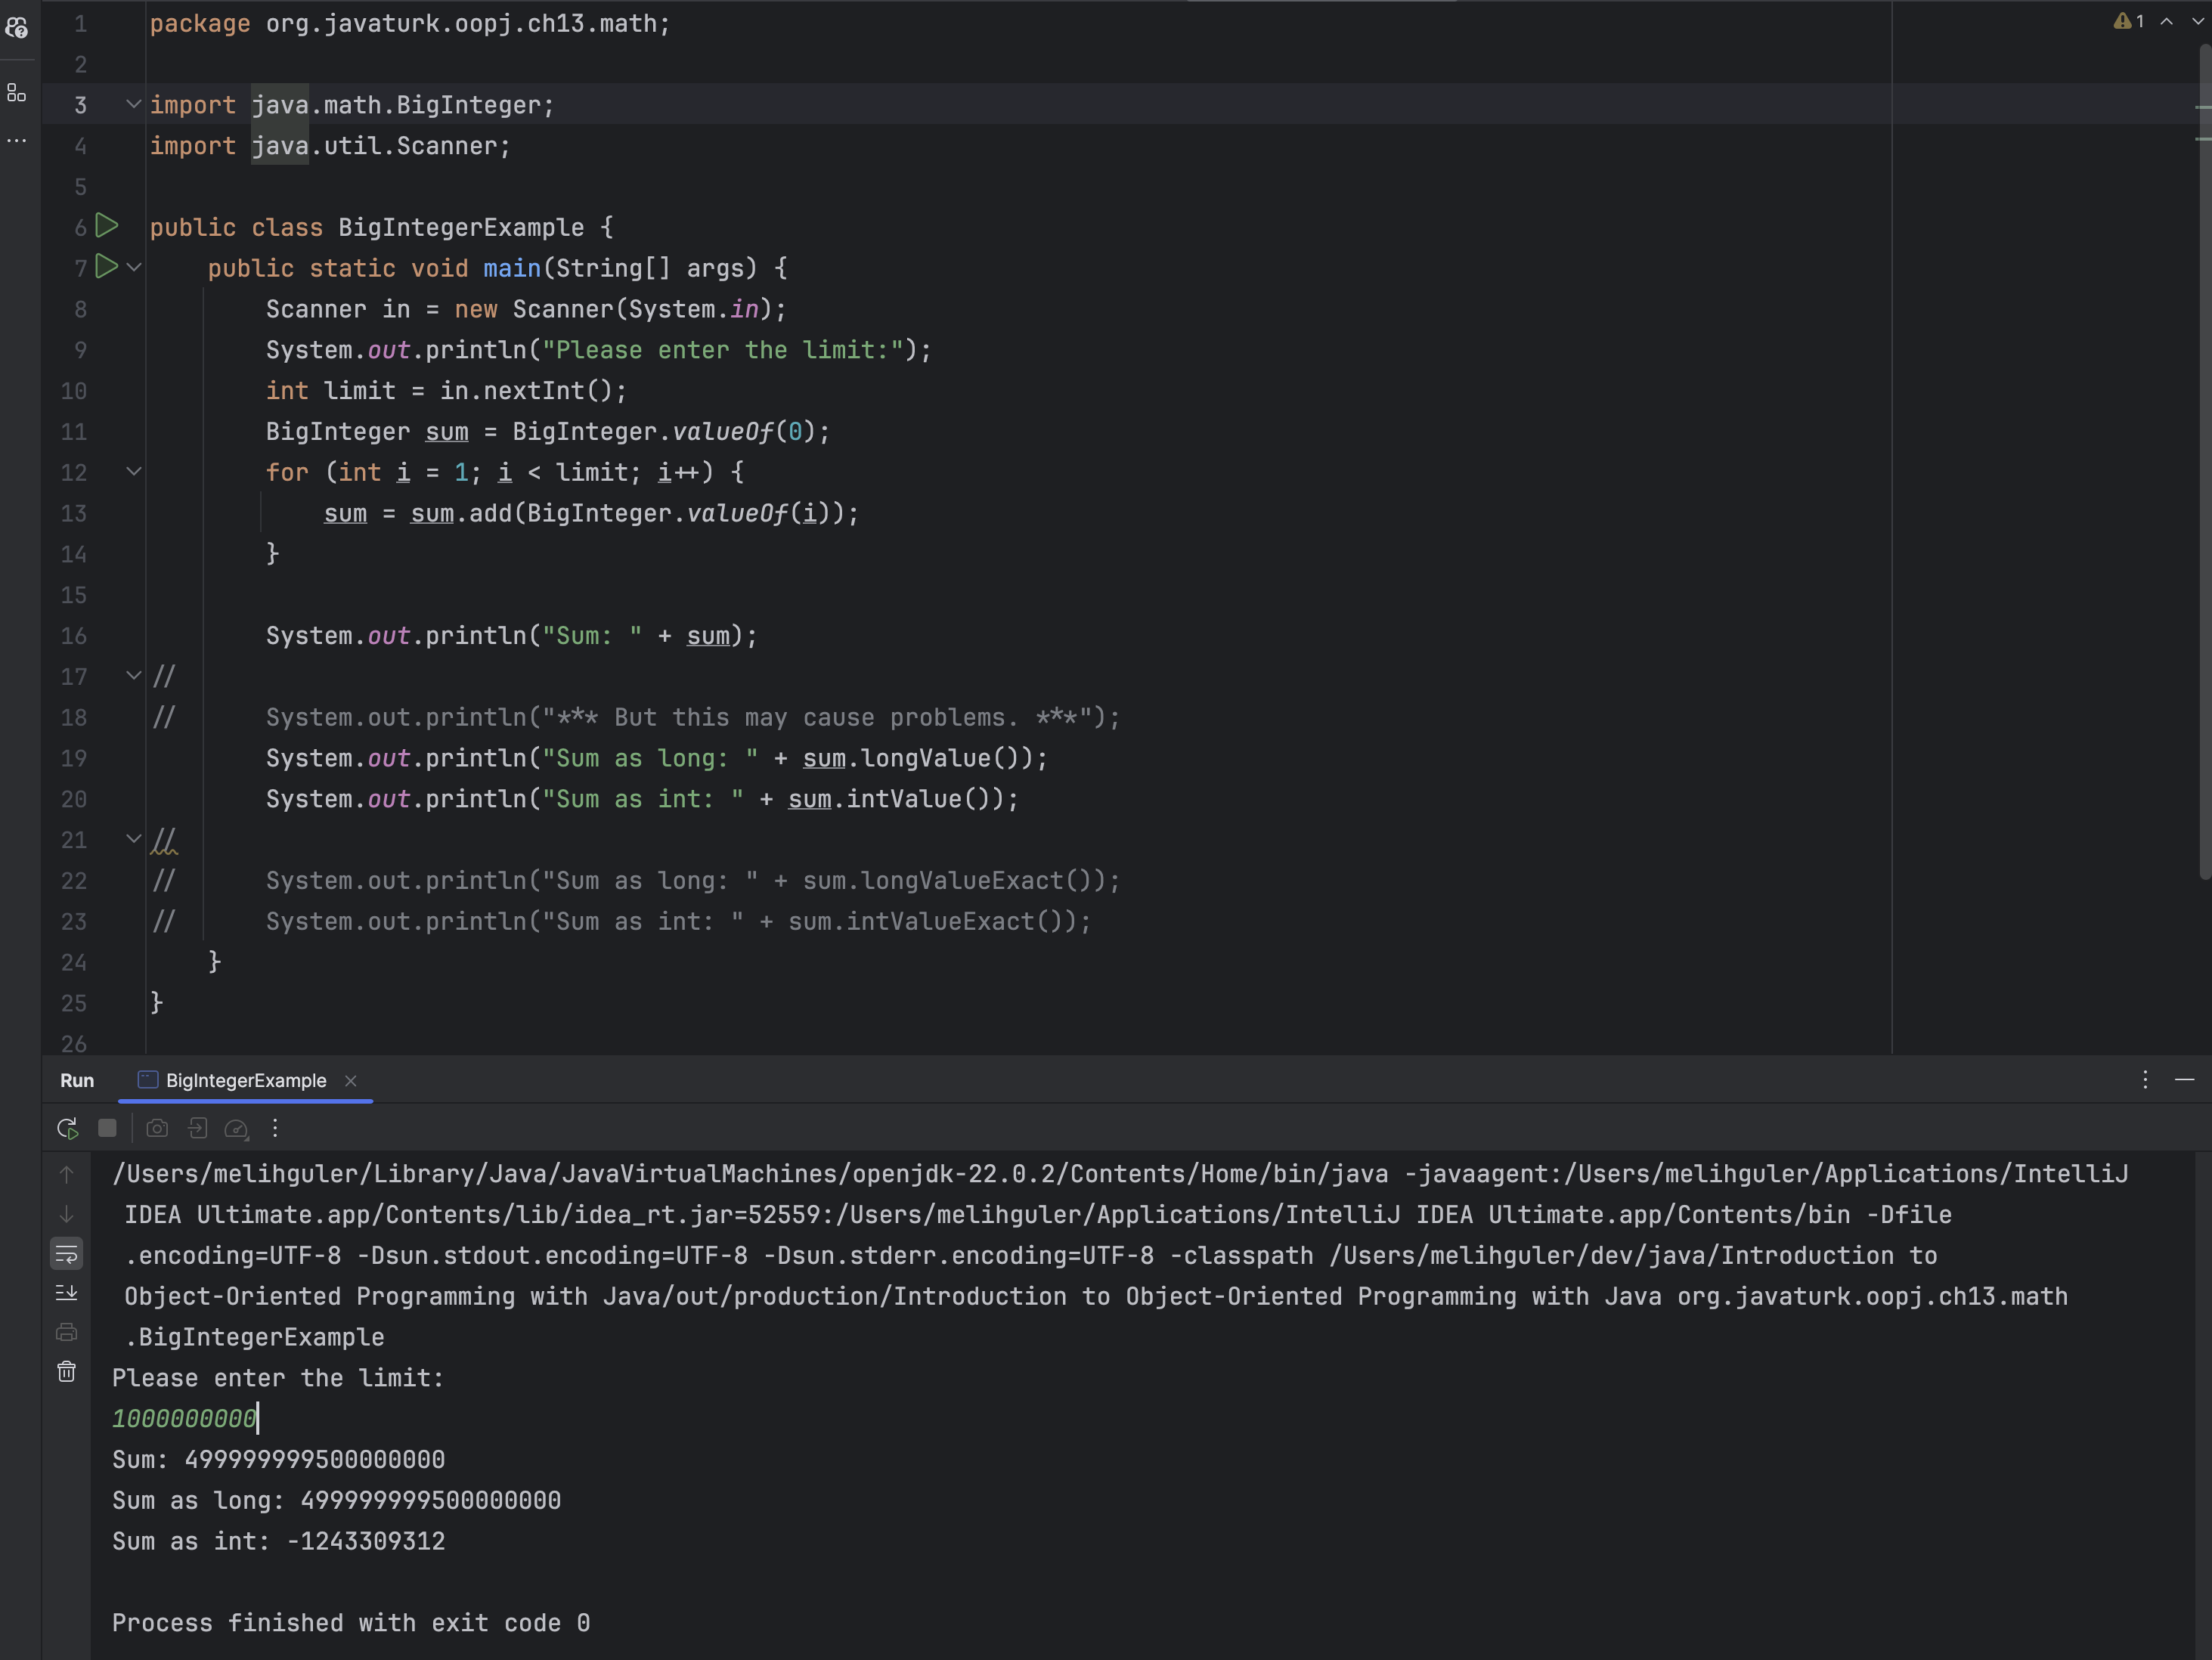 1 package org.javaturk.oopj.ch13.math;
2
3 import java.math.BigInteger;
4 import java.util.Scanner;
5
6 public class BigIntegerExample {
7     public static void main(String[] args) {
8         Scanner in = new Scanner(System.in);
9         System.out.println("Please enter the limit:");
10         int limit = in.nextInt();
11         BigInteger sum = BigInteger.valueOf(0);
12         for (int i = 1; i < limit; i++) {
13             sum = sum.add(BigInteger.valueOf(i));
14         }
15
16         System.out.println("Sum: " + sum);
17 //
18 //      System.out.println("*** But this may cause problems. ***");
19         System.out.println("Sum as long: " + sum.longValue());
20         System.out.println("Sum as int: " + sum.intValue());
21 //
22 //      System.out.println("Sum as long: " + sum.longValueExact());
23 //      System.out.println("Sum as int: " + sum.intValueExact());
24     }
25 }
26
1
Run BigIntegerExample
/Users/melihguler/Library/Java/JavaVirtualMachines/openjdk-22.0.2/Contents/Home/bin/java -javaagent:/Users/melihguler/Applications/IntelliJ
IDEA Ultimate.app/Contents/lib/idea_rt.jar=52559:/Users/melihguler/Applications/IntelliJ IDEA Ultimate.app/Contents/bin -Dfile
.encoding=UTF-8 -Dsun.stdout.encoding=UTF-8 -Dsun.stderr.encoding=UTF-8 -classpath /Users/melihguler/dev/java/Introduction to
Object-Oriented Programming with Java/out/production/Introduction to Object-Oriented Programming with Java org.javaturk.oopj.ch13.math
.BigIntegerExample
Please enter the limit:
1000000000
Sum: 499999999500000000
Sum as long: 499999999500000000
Sum as int: -1243309312
Process finished with exit code 0